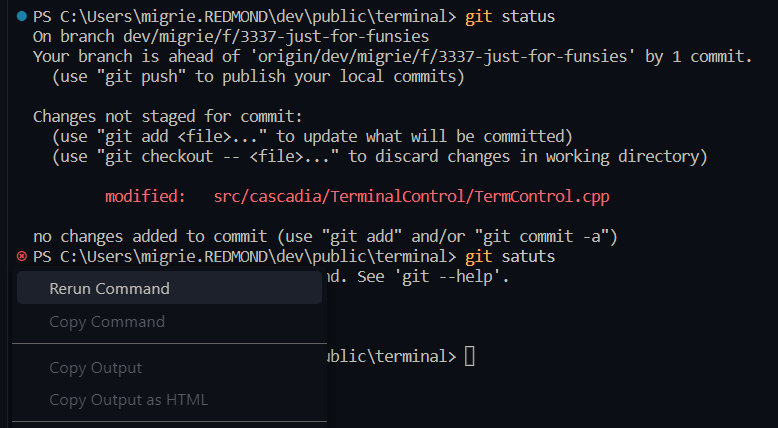 PS C:\Users\migrie.REDMOND\dev\public\terminal> git status
On branch dev/migrie/f/3337-just-for-funsies
Your branch is ahead of 'origin/dev/migrie/f/3337-just-for-funsies' by 1 commit.
(use "git push" to publish your local commits)
Changes not staged for commit:
(use "git add <file>..." to update what will be committed)
(use "git checkout -- <file>..." to discard changes in working directory)
modified: src/cascadia/TerminalControl/TermControl.cpp
no changes added to commit (use "git add" and/or "git commit -a")
PS C:\Users\migrie.REDMOND\dev\public\terminal> git satuts
nd. See 'git --help'.
Rerun Command
Copy Command
ublic\terminal>
Copy Output
Copy Output as HTML